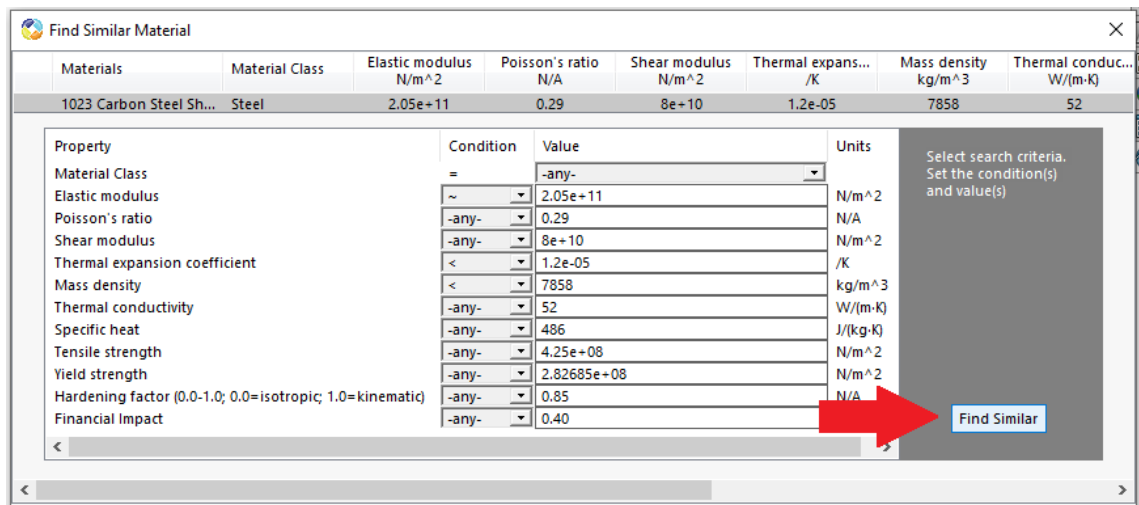 Find Similar Material
Materials Material Class Elastic modulus N/m^2 Poisson's ratio N/A Shear modulus N/m^2 Thermal expans... /K Mass density kg/m^3 Thermal conduc... W/(m·K)
1023 Carbon Steel Sh... Steel 2.05e+11 0.29 8e+10 1.2e-05 7858 52
Property Condition Value Units
Material Class = -any-
Elastic modulus ~ 2.05e+11 N/m^2
Poisson's ratio -any- 0.29 N/A
Shear modulus -any- 8e+10 N/m^2
Thermal expansion coefficient < 1.2e-05 /K
Mass density < 7858 kg/m^3
Thermal conductivity -any- 52 W/(m·K)
Specific heat -any- 486 J/(kg·K)
Tensile strength -any- 4.25e+08 N/m^2
Yield strength -any- 2.82685e+08 N/m^2
Hardening factor (0.0-1.0; 0.0=isotropic; 1.0=kinematic) -any- 0.85 N/A
Financial Impact -any- 0.40
Select search criteria.
Set the condition(s)
and value(s)
Find Similar